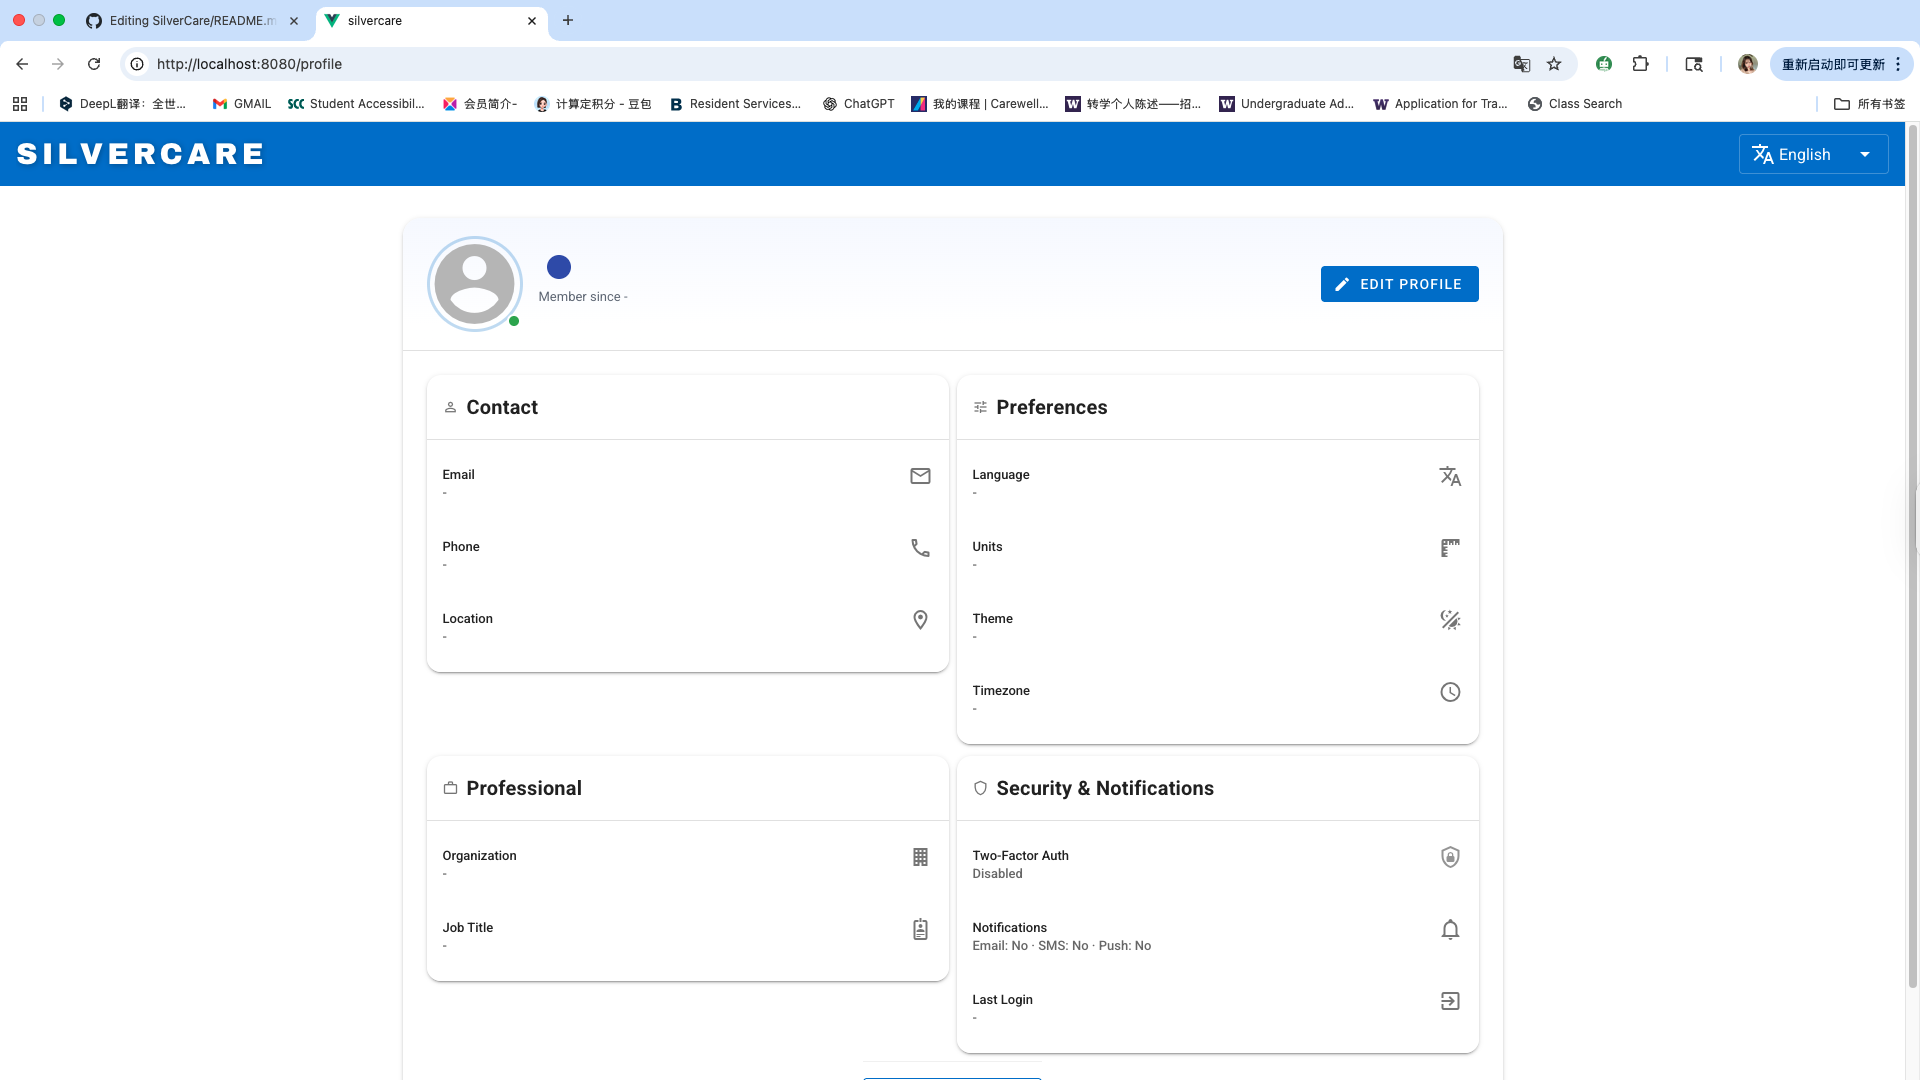 Editing SilverCare/README.m
silvercare
http://localhost:8080/profile
重新启动即可更新
DeepL翻译：全世...
GMAIL
SCC Student Accessibil...
会员简介-
计算定积分 - 豆包
B Resident Services...
ChatGPT
我的课程 | Carewell...
W 转学个人陈述——招...
W Undergraduate Ad...
W Application for Tra...
Class Search
所有书签
SILVERCARE
English
Member since -
EDIT PROFILE
Contact
Email
-
Phone
-
Location
-
Preferences
Language
-
Units
-
Theme
-
Timezone
-
Professional
Organization
-
Job Title
-
Security & Notifications
Two-Factor Auth
Disabled
Notifications
Email: No · SMS: No · Push: No
Last Login
-